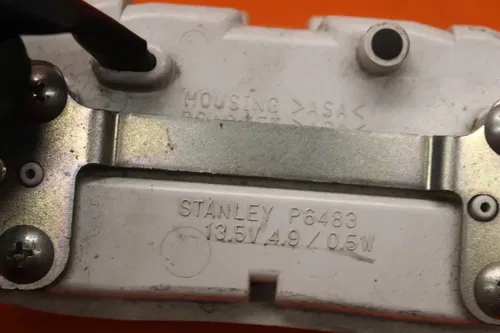 HOUSING >ASA<
STANLEY P6483
13.5V 4.9/0.5W